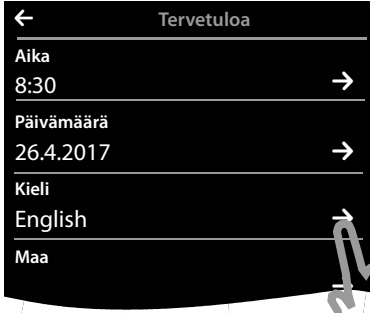 Tervetuloa
Aika
8:30
Päivämäärä
26.4.2017
Kieli
English
Maa